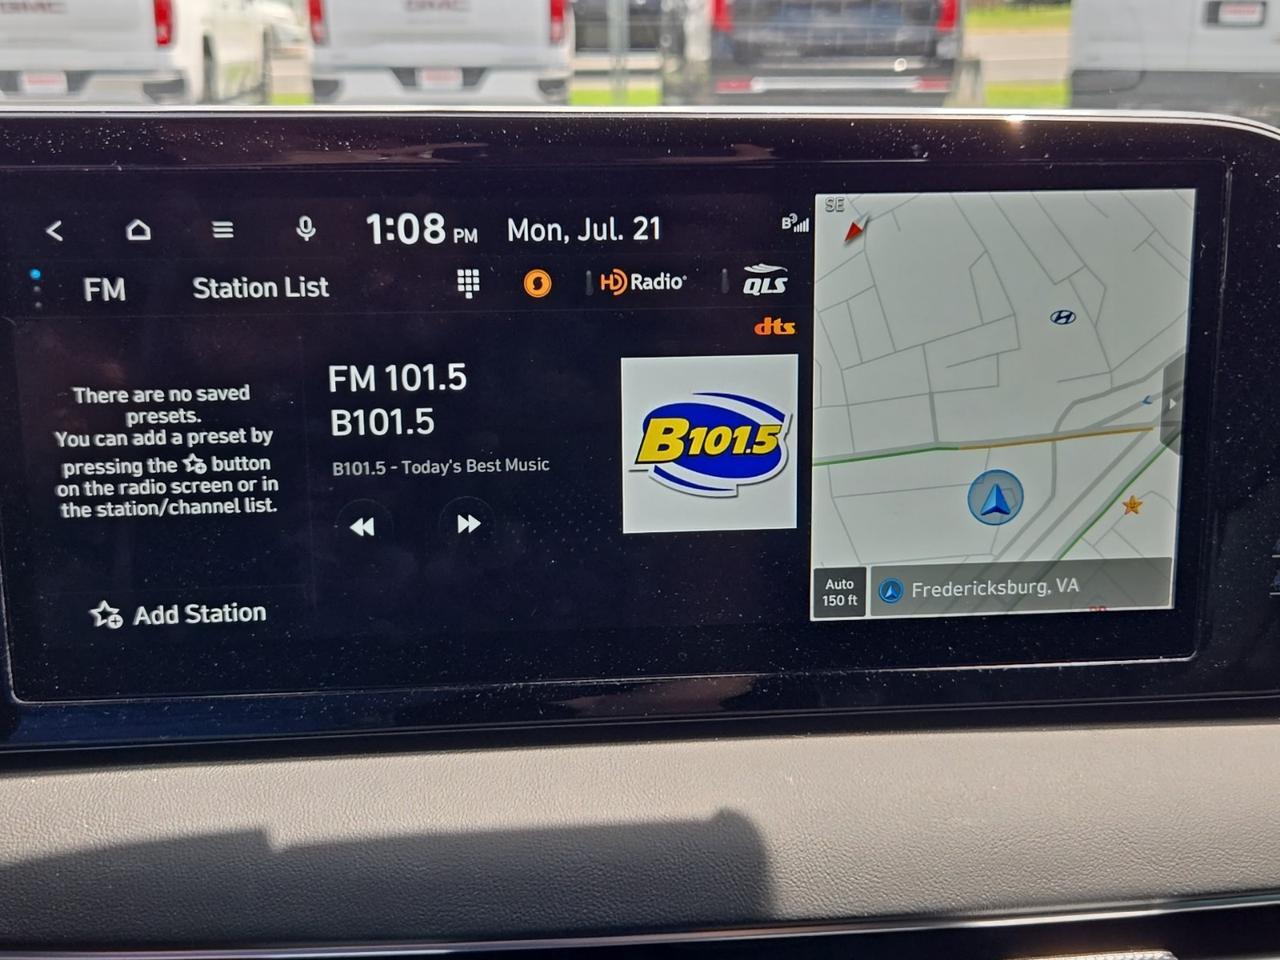 GMC
1:08 PM
Mon, Jul. 21
SE
FM
Station List
HD Radio
QLS
dts
There are no saved
presets.
You can add a preset by
pressing the button
on the radio screen or in
the station/channel list.
Add Station
FM 101.5
B101.5
B101.5 - Today's Best Music
B101.5
Auto
150 ft
Fredericksburg, VA